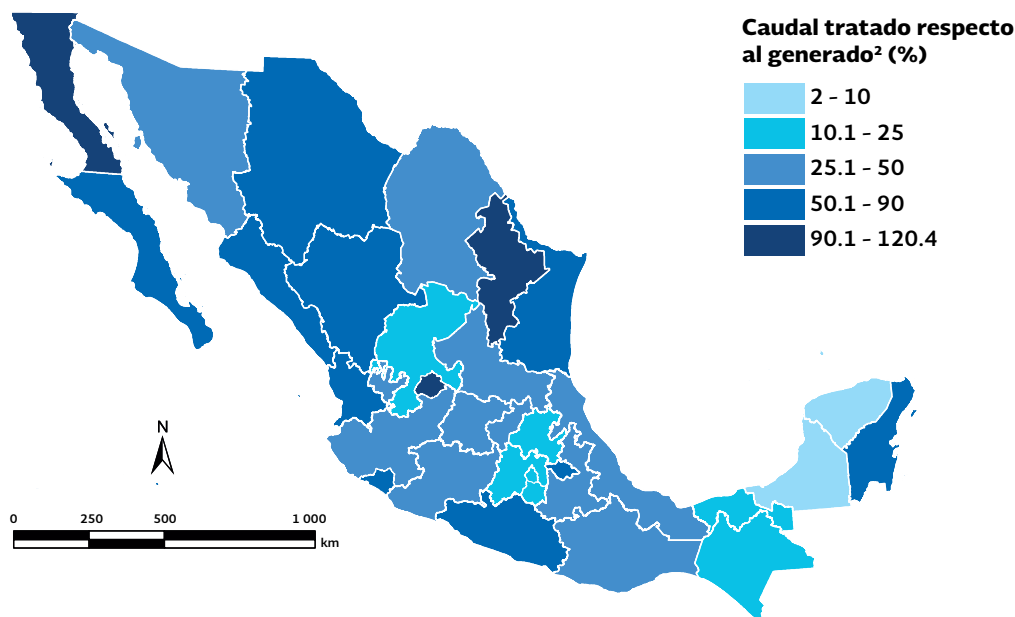 Caudal tratado respecto
al generado² (%)
2 - 10
10.1 - 25
25.1 - 50
50.1 - 90
90.1 - 120.4
N
0 250 500 1 000
km